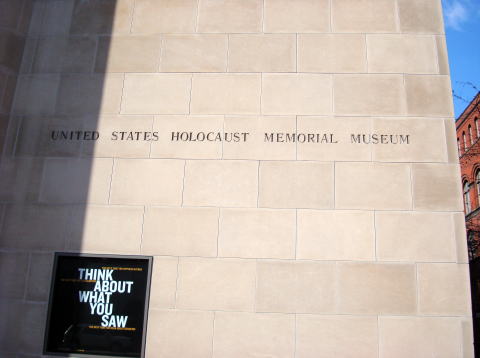 UNITED STATES HOLOCAUST MEMORIAL MUSEUM
THINK
ABOUT
WHAT
YOU
SAW